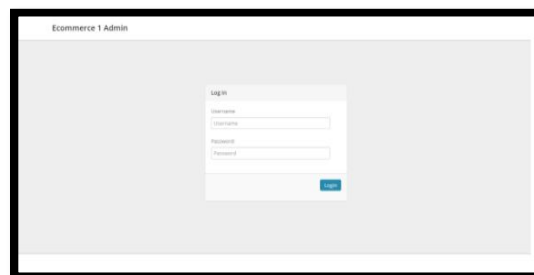 Ecommerce 1 Admin
Log In
Username
Username
Password
Password
Login